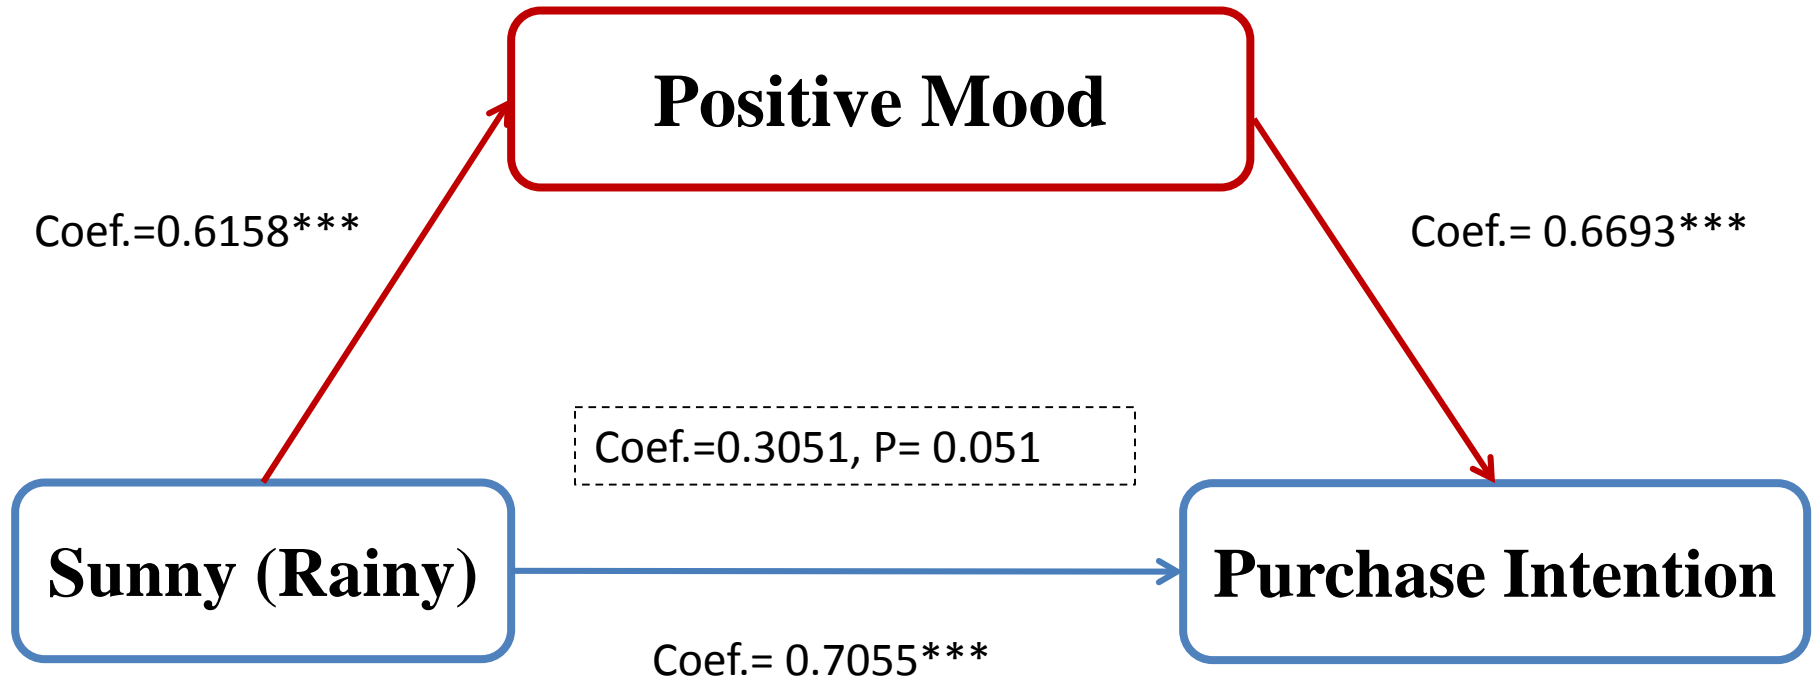 Positive Mood
Coef.=0.6158***
Coef.= 0.6693***
Coef.=0.3051, P= 0.051
Sunny (Rainy)
Purchase Intention
Coef.= 0.7055***